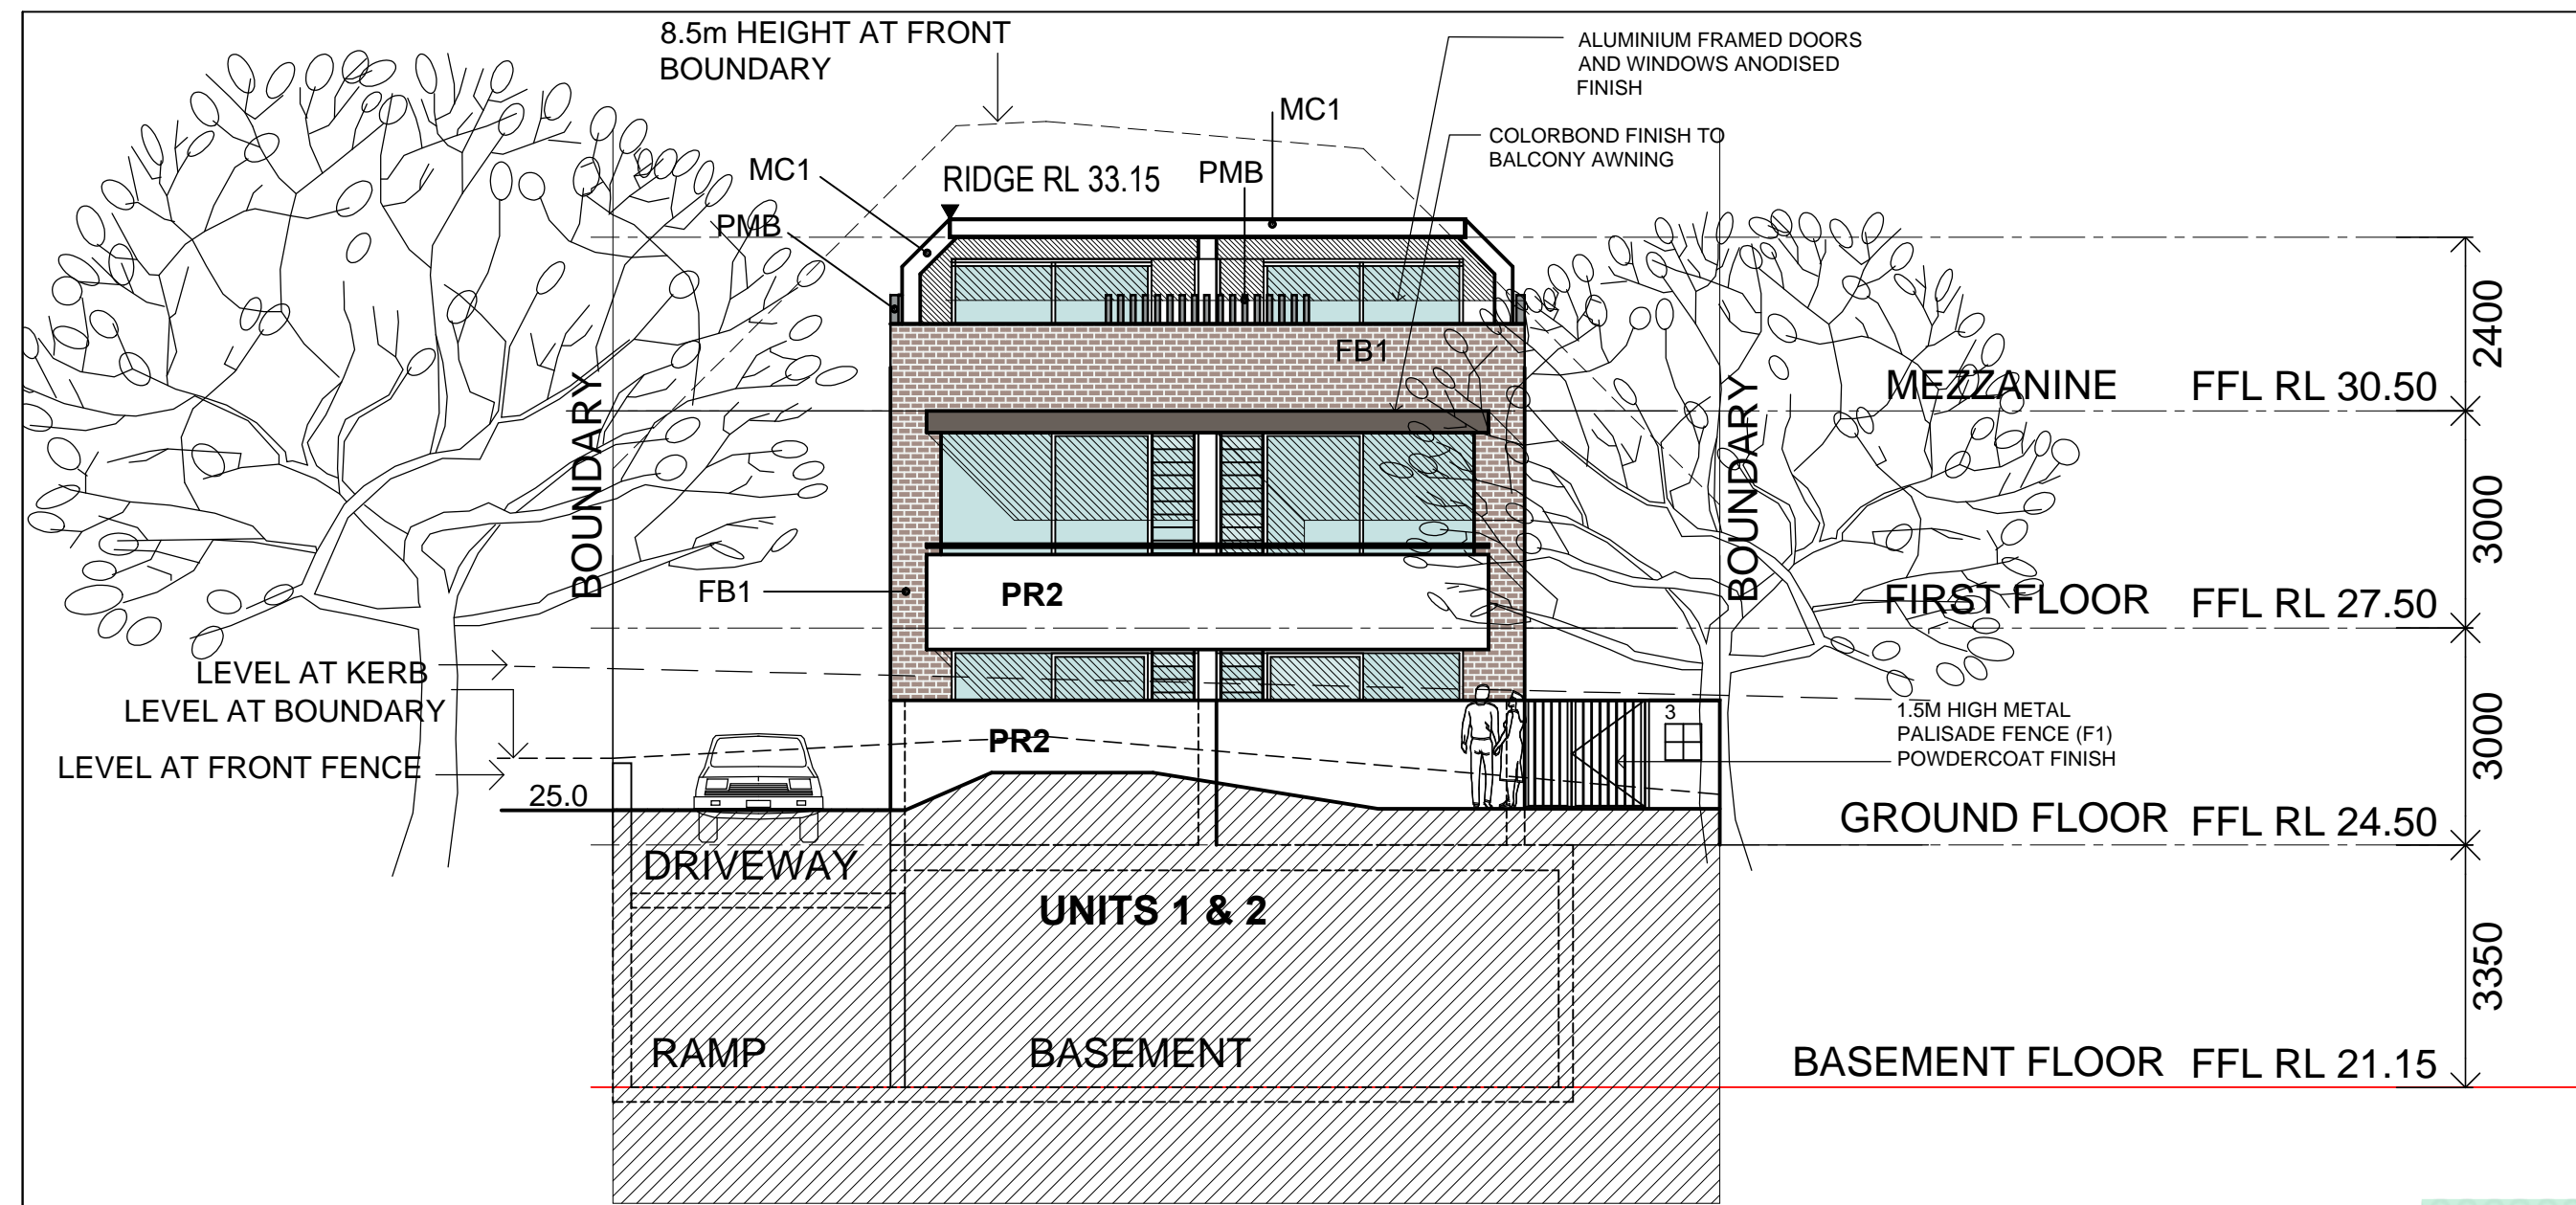 8.5m HEIGHT AT FRONT
BOUNDARY
ALUMINIUM FRAMED DOORS
AND WINDOWS ANODISED
FINISH
MC1
COLORBOND FINISH TO
BALCONY AWNING
MC1
RIDGE RL 33.15
PMB
PMB
2400
FB1
MEZZANINE FFL RL 30.50
BOUNDARY
BOUNDARY
3000
FB1
PR2
FIRST FLOOR FFL RL 27.50
LEVEL AT KERB
LEVEL AT BOUNDARY
LEVEL AT FRONT FENCE
25.0
PR2
3
1.5M HIGH METAL
PALISADE FENCE (F1)
POWDERCOAT FINISH
3000
GROUND FLOOR FFL RL 24.50
DRIVEWAY
UNITS 1 & 2
3350
RAMP
BASEMENT
BASEMENT FLOOR FFL RL 21.15